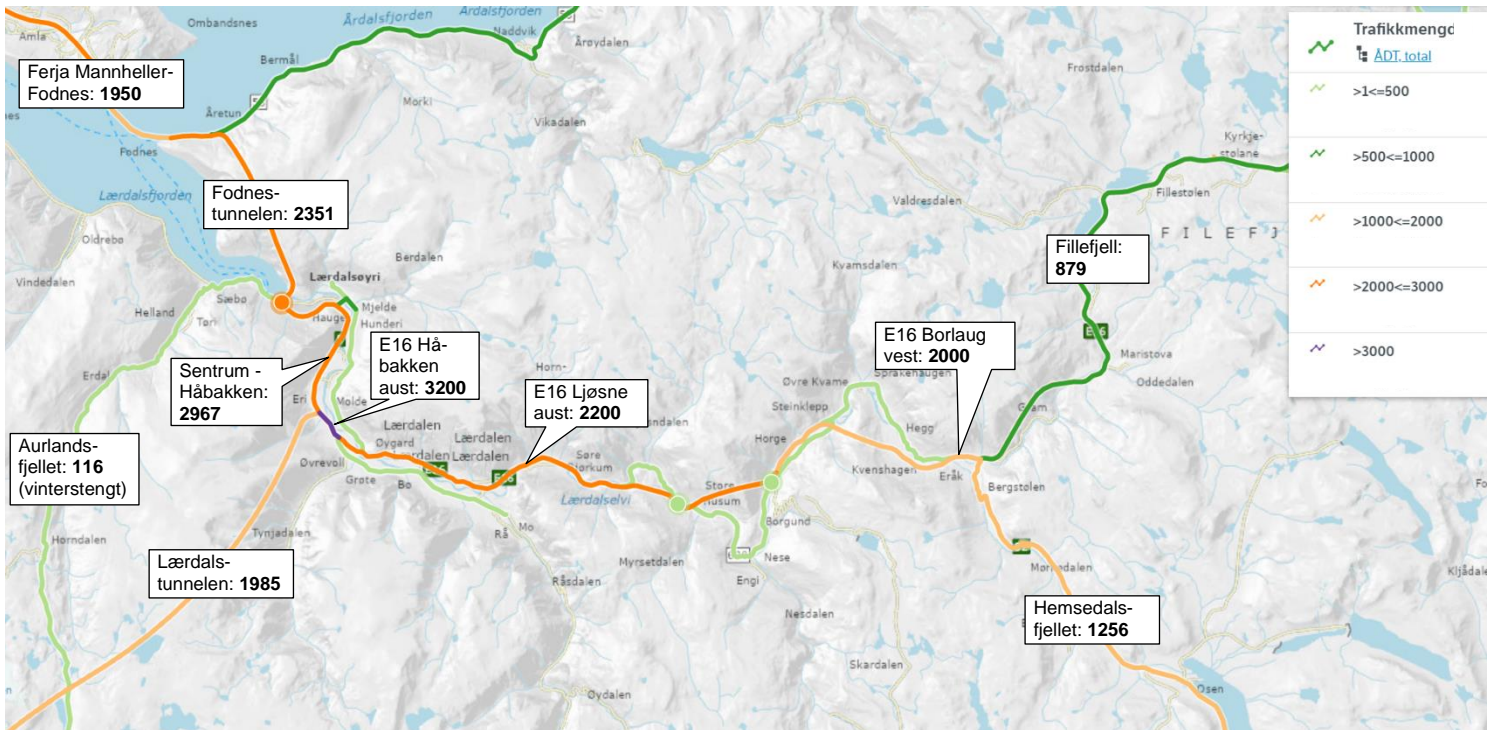 Ombandsnes
Årdalsfjorden
Årdalsfjorden
53
Naddvik
Årøydalen
Amla
Bermål
Frostdalen
Ferja Mannheller-
Fodnes: 1950
Åretun
Morki
Vikadalen
Fodnes
Kyrkje-
stolane
Lærdalsfjorden
Fodnes-
tunnelen: 2351
Valdresdalen
Fillestølen
Oldrebø
Berdalen
Vindedalen
Lærdalsøyri
Kvamsdalen
Fillefjell:
879
F I L E F J
Sæbø
Helland
Tøri
Mjelde
Hauge
Hunderi
E16
Maristova
Oddedalen
E16 Hå-
bakken
aust: 3200
Sentrum -
Håbakken:
2967
E16 Borlaug
vest: 2000
Horn-
Øvre Kvame
Sprakehaugen
Steinklepp
Erdal
Eri
Molde
E16 Ljøsne
aust: 2200
Lærdalen
Øygard
Lærdalen
Lærdalen
Lærdalen
Horge
Hegg
Kvenshagen
Eråk
Bergstølen
Aurlands-
fjellet: 116
(vinterstengt)
Øvrevoll
Grøte
Bø
E16
Søre
Bjorkum
Lærdalselvi
Store
Husum
Borgund
Tynjadalen
Horndalen
Rå
Mo
Myrsetdalen
Nese
Engi
Lærdals-
tunnelen: 1985
Råsdalen
Nesdalen
Kljådale
Hemsedals-
fjellet: 1256
Skardalen
Øydalen
Osen
Trafikkmengd
ÅDT, total
>1<=500
>500<=1000
>1000<=2000
>2000<=3000
>3000